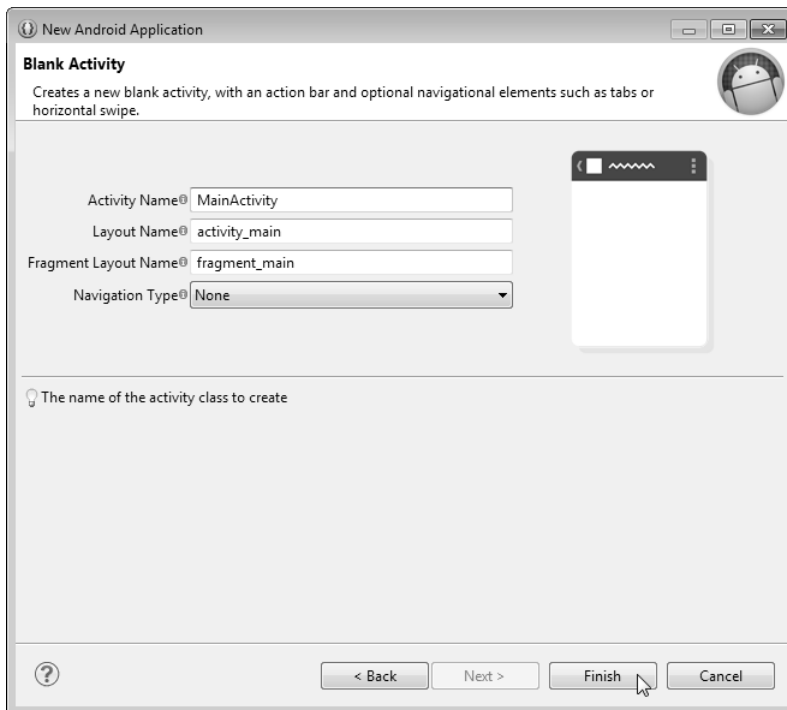 New Android Application
Blank Activity
Creates a new blank activity, with an action bar and optional navigational elements such as tabs or
horizontal swipe.
Activity Name MainActivity
Layout Name activity_main
Fragment Layout Name fragment_main
Navigation Type None
The name of the activity class to create
< Back Next > Finish Cancel